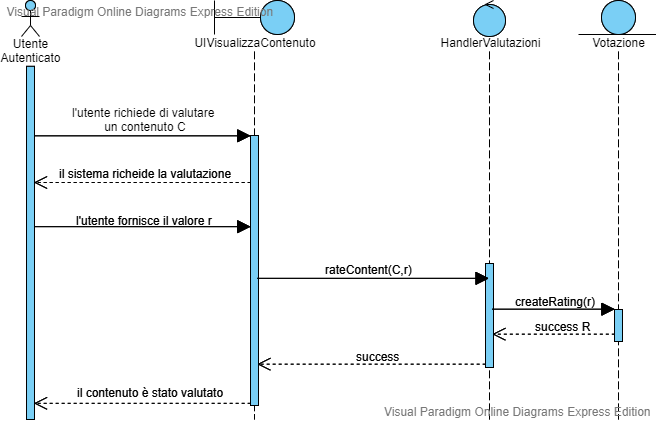 Visual Paradigm Online Diagrams Express Edition
Utente
Autenticato
UIVisualizzaContenuto
HandlerValutazioni
Votazione
l'utente richiede di valutare
un contenuto C
il sistema richeide la valutazione
l'utente fornisce il valore r
rateContent(C,r)
createRating(r)
success R
success
il contenuto è stato valutato
Visual Paradigm Online Diagrams Express Edition